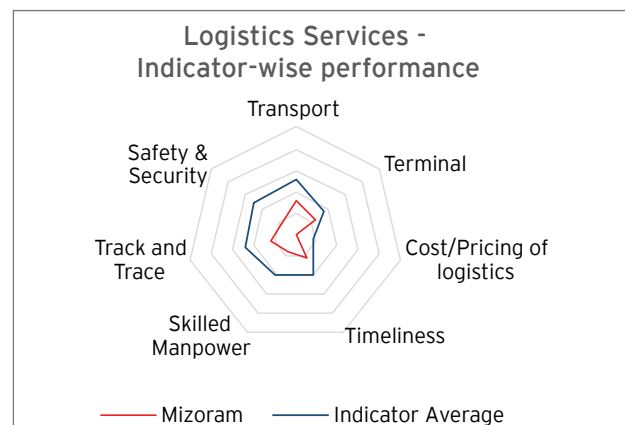 Logistics Services -
Indicator-wise performance
Transport
Safety &
Security
Terminal
Track and
Trace
Cost/Pricing of
logistics
Skilled
Manpower
Timeliness
Mizoram
Indicator Average